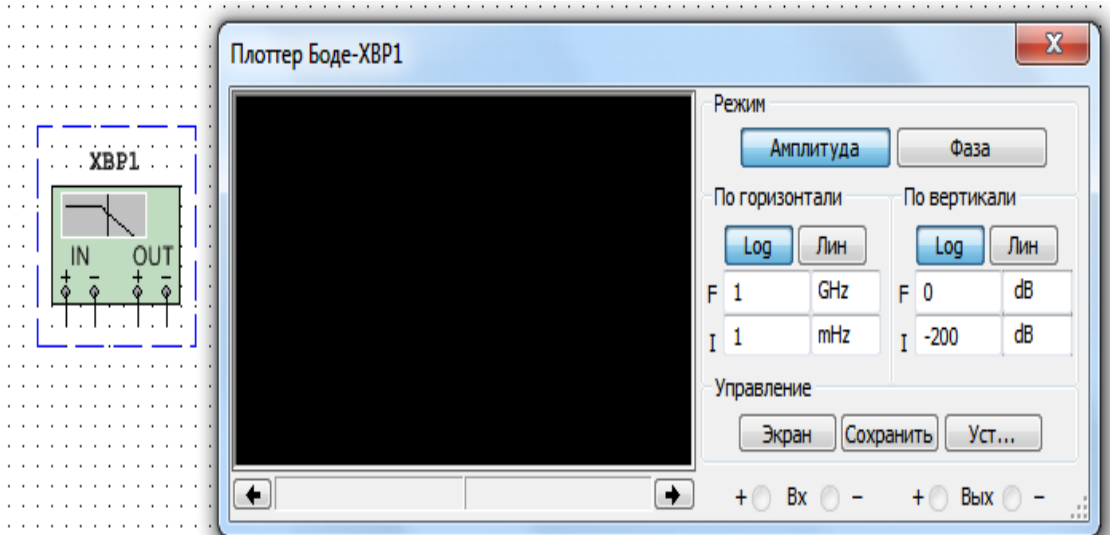 Плоттер Боде-XBP1
X
XBP1
IN OUT
+ - + -
Режим
Амплитуда Фаза
По горизонтали По вертикали
Log Лин Log Лин
F 1 GHz F 0 dB
I 1 mHz I -200 dB
Управление
Экран Сохранить Уст...
+ Вх - + Вых -